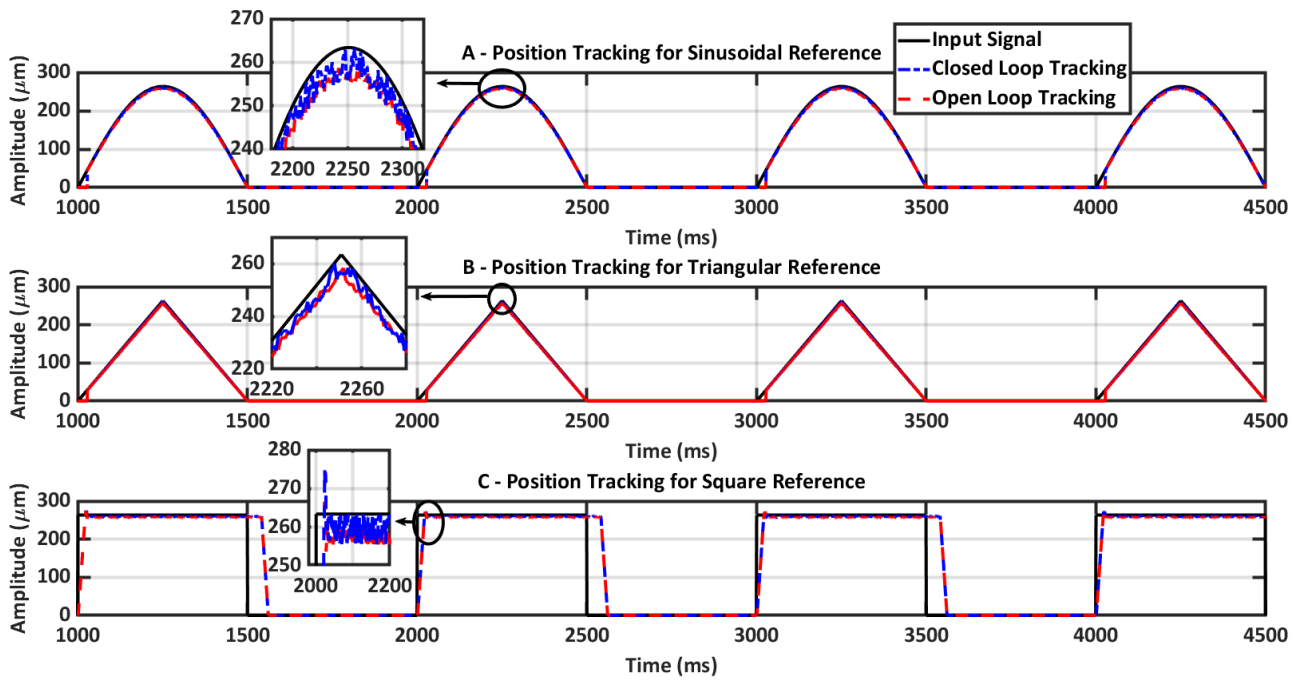 270
260
250
240
2200 2250 2300
A - Position Tracking for Sinusoidal Reference
Input Signal
Closed Loop Tracking
Open Loop Tracking
Amplitude (μm)
300
200
100
0
1000 1500 2000 2500 3000 3500 4000 4500
Time (ms)
260
240
220
2220 2260
B - Position Tracking for Triangular Reference
Amplitude (μm)
300
200
100
0
1000 1500 2000 2500 3000 3500 4000 4500
Time (ms)
280
270
260
250
2000 2200
C - Position Tracking for Square Reference
Amplitude (μm)
300
200
100
0
1000 1500 2000 2500 3000 3500 4000 4500
Time (ms)